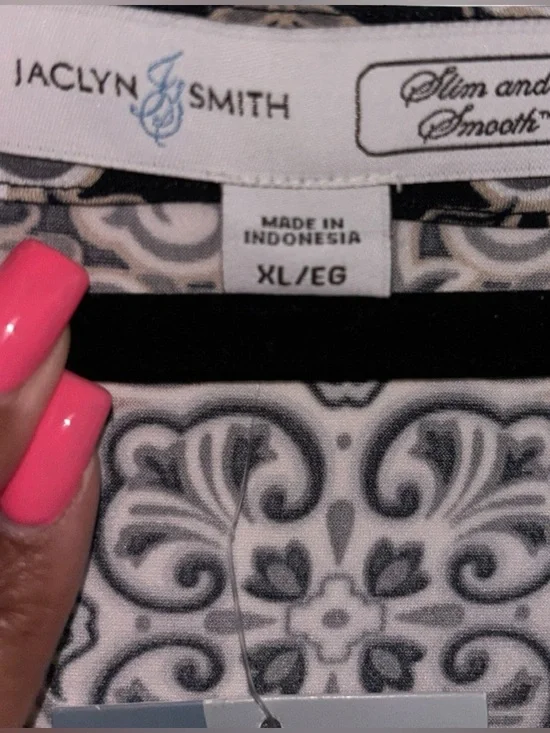 JACLYN SMITH
Slim and
Smooth™
MADE IN
INDONESIA
XL/EG